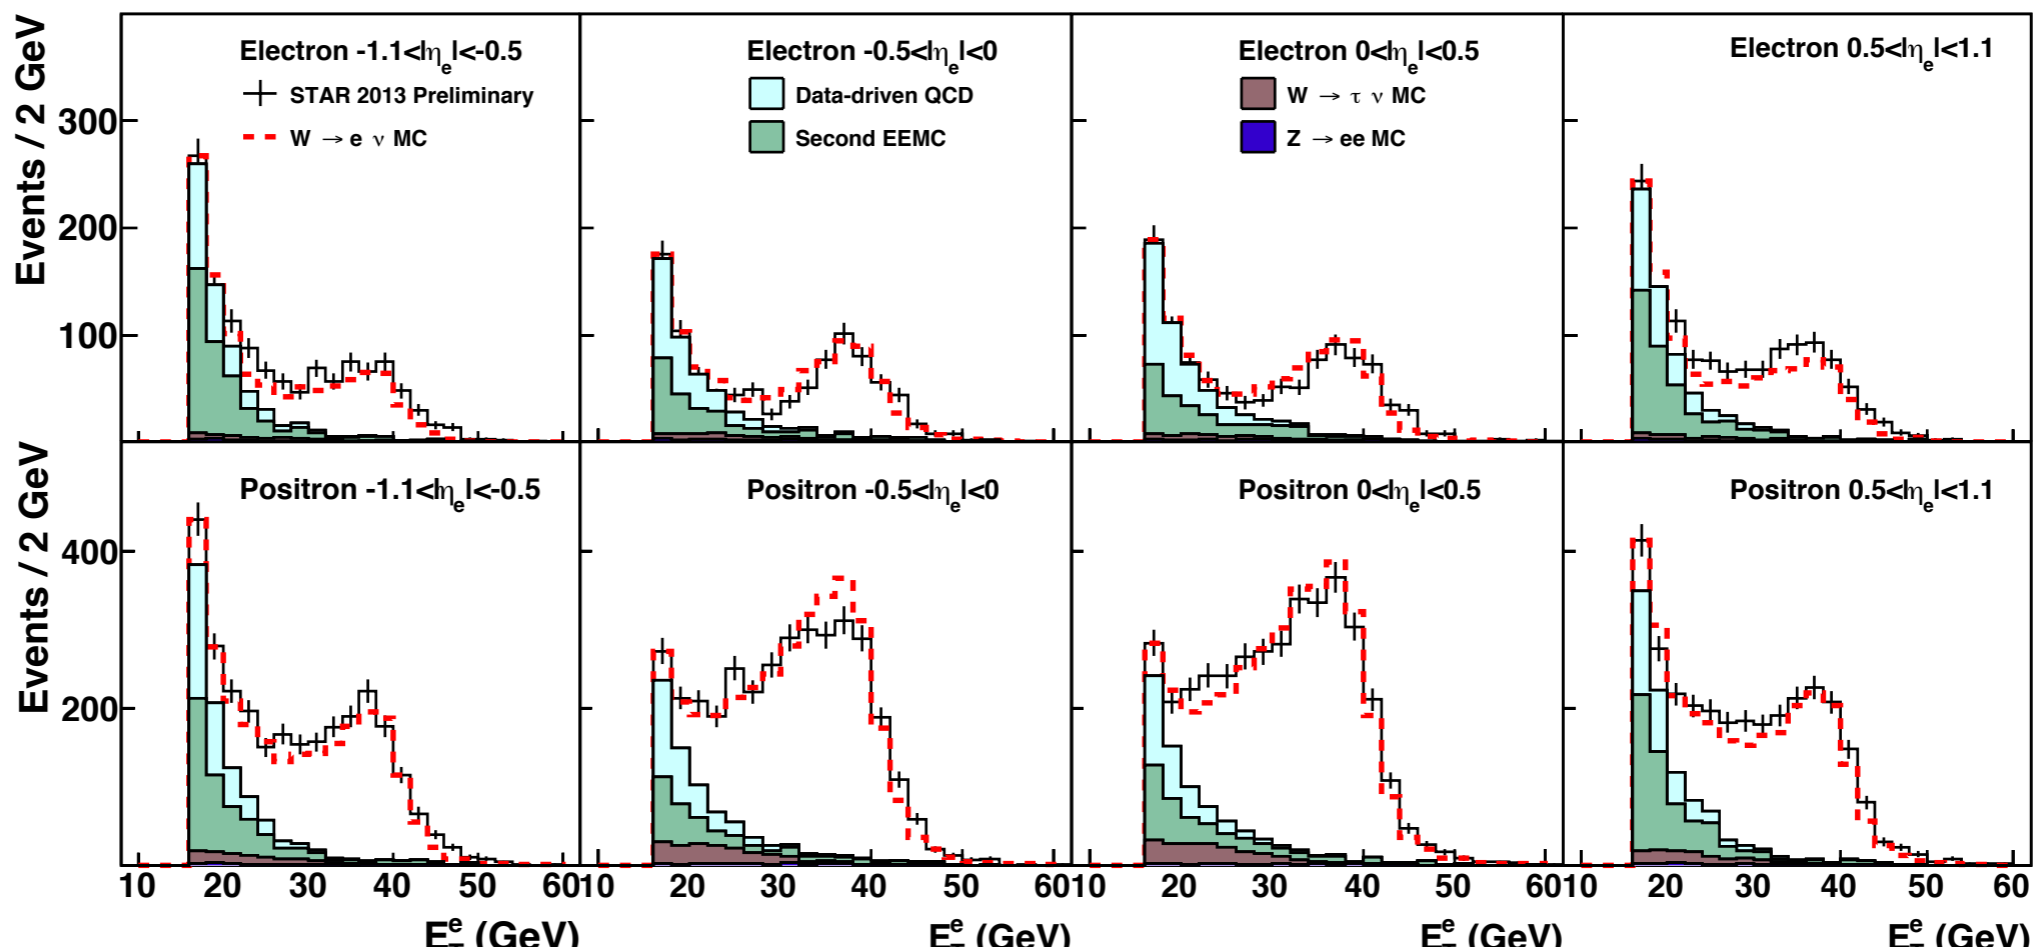 Events / 2 GeV
Electron -1.1<|η_e|<-0.5
STAR 2013 Preliminary
W → e ν MC
Electron -0.5<|η_e|<0
Data-driven QCD
Second EEMC
Electron 0<|η_e|<0.5
W → τ ν MC
Z → ee MC
Electron 0.5<|η_e|<1.1
300
200
100
Events / 2 GeV
Positron -1.1<|η_e|<-0.5
Positron -0.5<|η_e|<0
Positron 0<|η_e|<0.5
Positron 0.5<|η_e|<1.1
400
200
10 20 30 40 50 60 10 20 30 40 50 60 10 20 30 40 50 60 10 20 30 40 50 60
E_T^e (GeV) E_T^e (GeV) E_T^e (GeV) E_T^e (GeV)